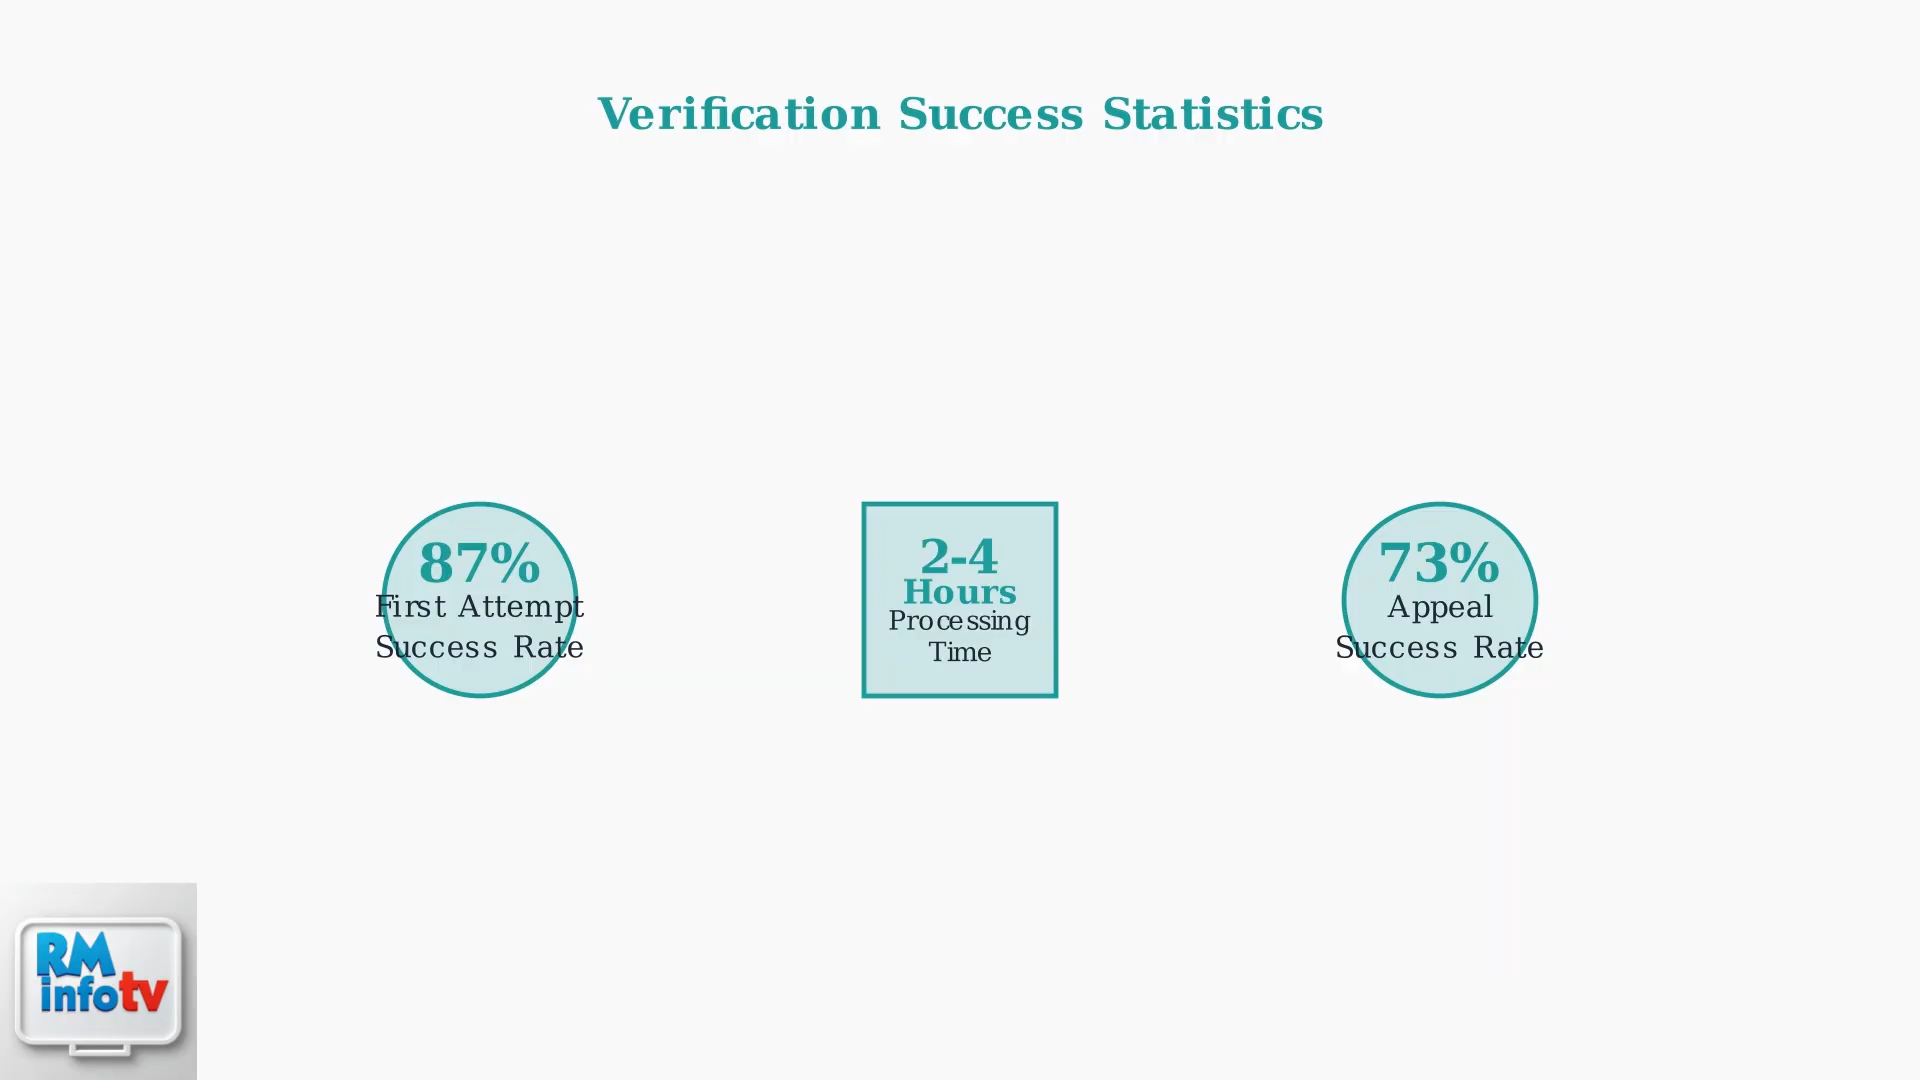 Verification Success Statistics
87%
First Attempt
Success Rate
2-4
Hours
Processing
Time
73%
Appeal
Success Rate
RM
infotv